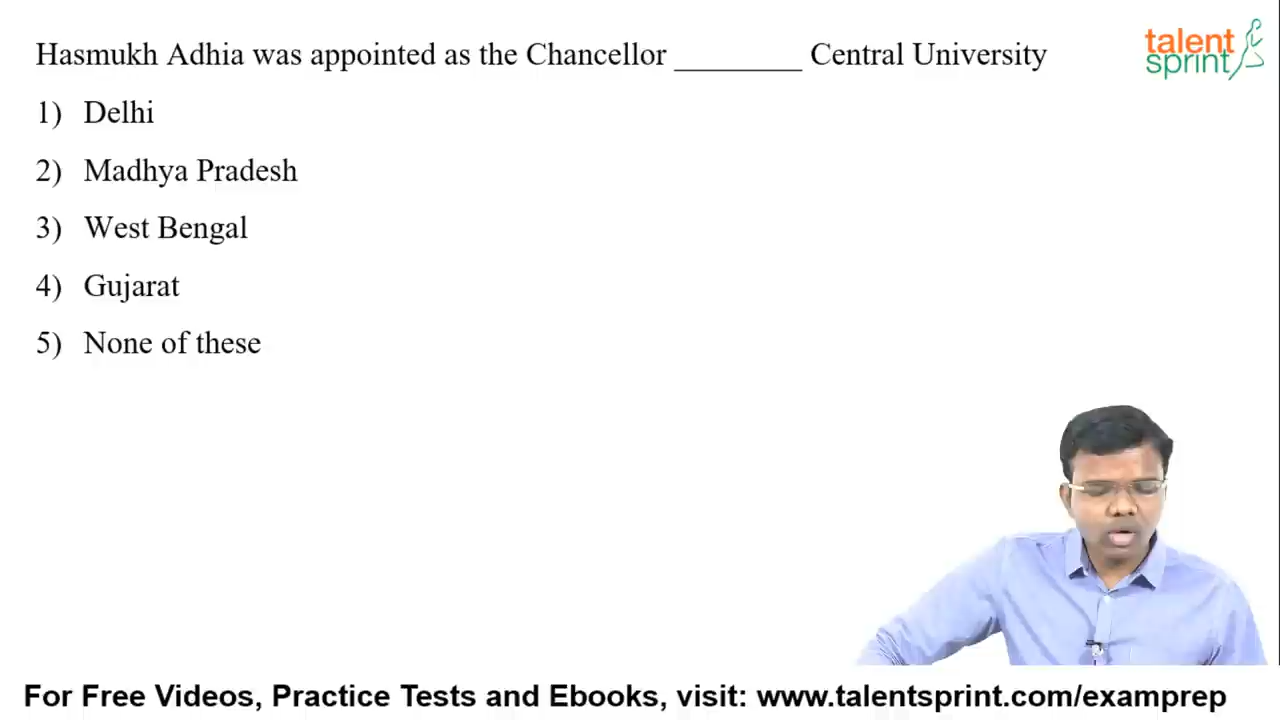 Hasmukh Adhia was appointed as the Chancellor ________ Central University
talent
sprint
1) Delhi
2) Madhya Pradesh
3) West Bengal
4) Gujarat
5) None of these
For Free Videos, Practice Tests and Ebooks, visit: www.talentsprint.com/examprep